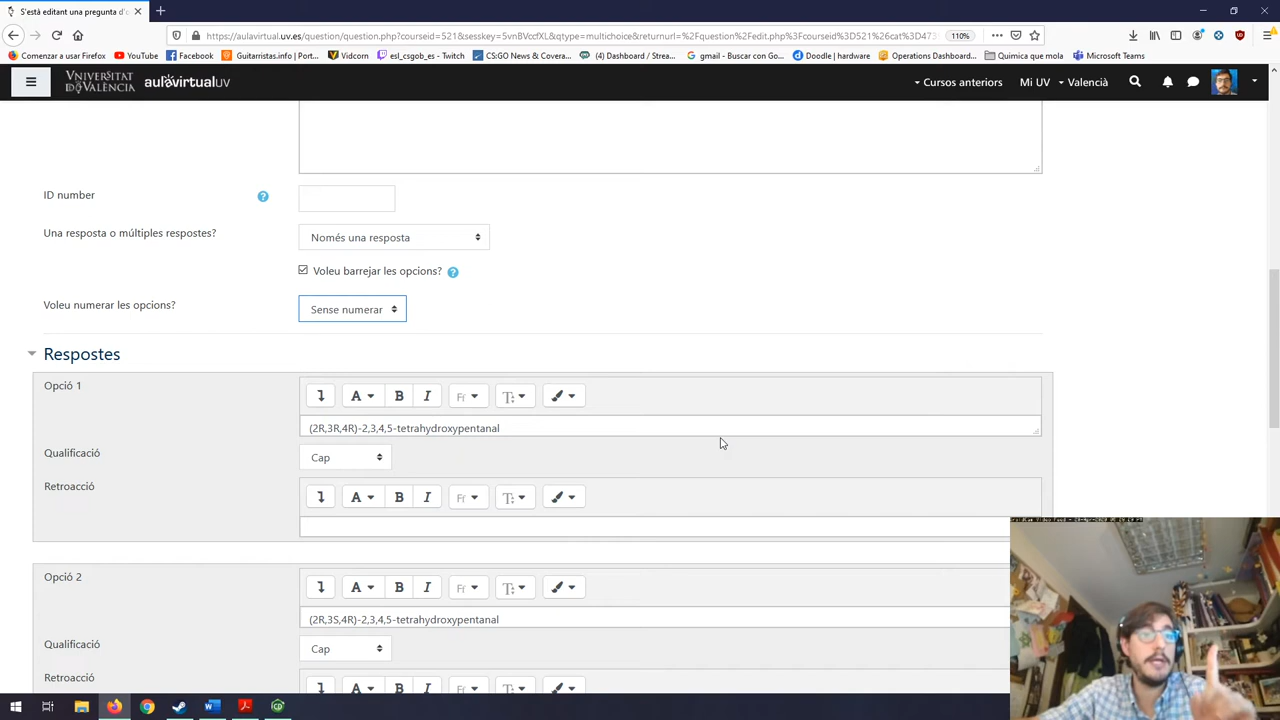 S'està editant una pregunta d'
https://aulavirtual.uv.es/question/question.php?courseid=521&sesskey=5vnBVccfXL&qtype=multichoice&returnurl=%2Fquestion%2Fedit.php%3Fcourseid%3D521%26cat%3D473
110%
Comenzar a usar Firefox
YouTube
Facebook
Guitarristas.info | Port...
Vidcorn
esl_csgob_es - Twitch
CS:GO News & Covera...
(4) Dashboard / Strea...
gmail - Buscar con Go...
Doodle | hardware
Operations Dashboard...
Quimica que mola
Microsoft Teams
VNIVERSITAT
DE VALÈNCIA
aulavirtualUV
Cursos anteriors
Mi UV
Valencià
ID number
Una resposta o múltiples respostes?
Només una resposta
Voleu barrejar les opcions?
Voleu numerar les opcions?
Sense numerar
Respostes
Opció 1
(2R,3R,4R)-2,3,4,5-tetrahydroxypentanal
Qualificació
Cap
Retroacció
Opció 2
(2R,3S,4R)-2,3,4,5-tetrahydroxypentanal
Qualificació
Cap
Retroacció